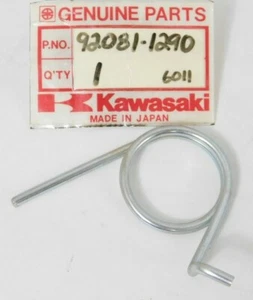 GENUINE PARTS
P.NO. 92081-1290
Q'TY 1 6011
Kawasaki
MADE IN JAPAN